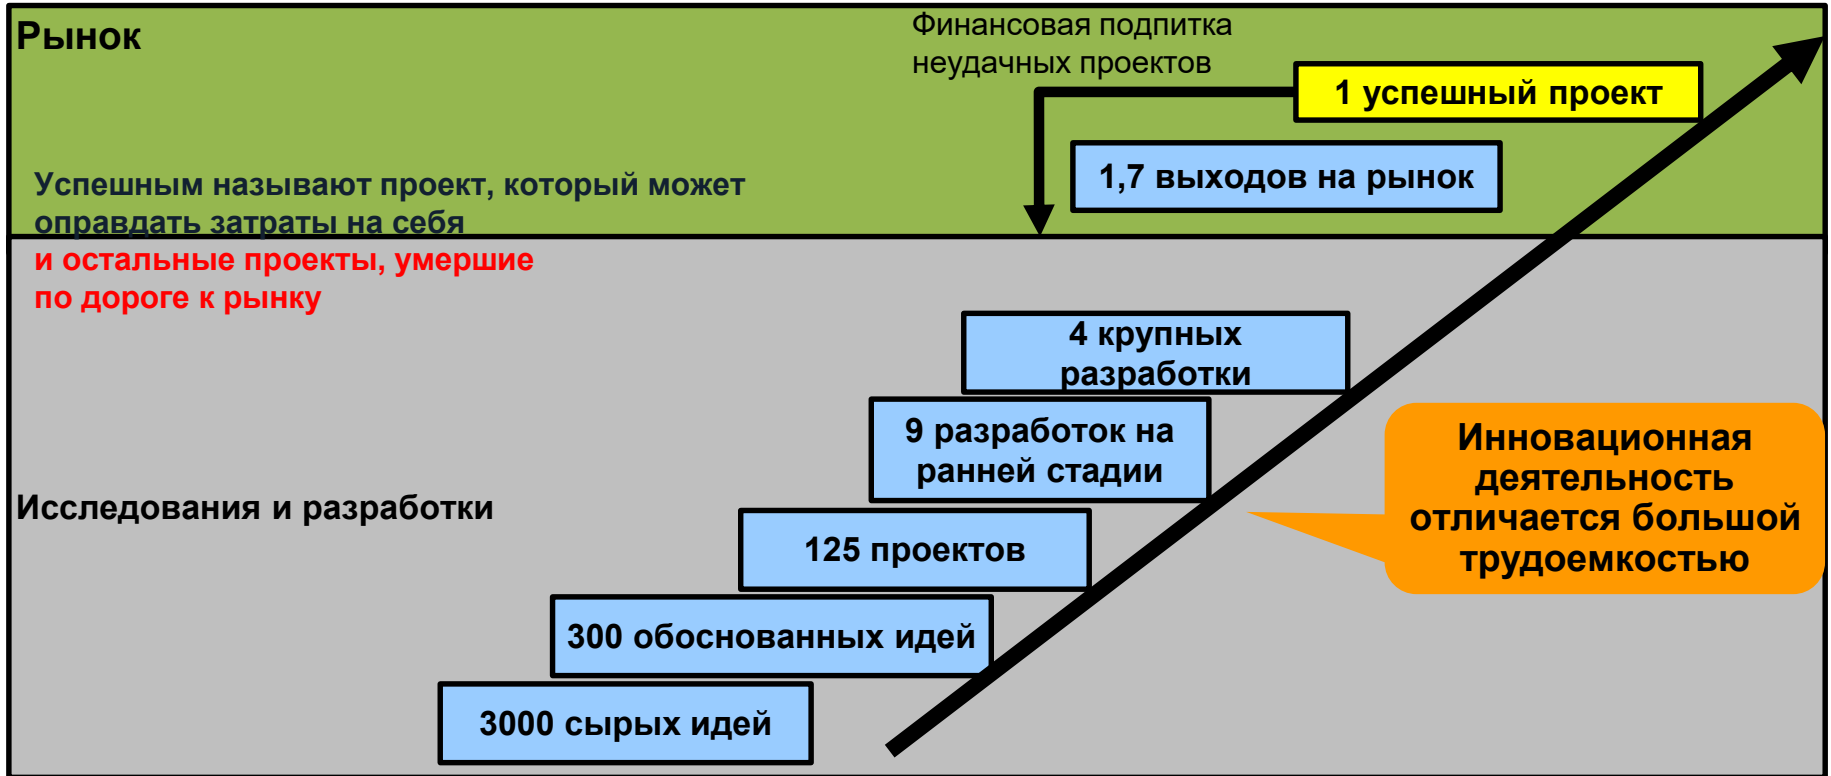 Рынок
Финансовая подпитка
неудачных проектов
1 успешный проект
1,7 выходов на рынок
Успешным называют проект, который может
оправдать затраты на себя
и остальные проекты, умершие
по дороге к рынку
4 крупных
разработки
9 разработок на
ранней стадии
Инновационная
деятельность
отличается большой
трудоемкостью
Исследования и разработки
125 проектов
300 обоснованных идей
3000 сырых идей